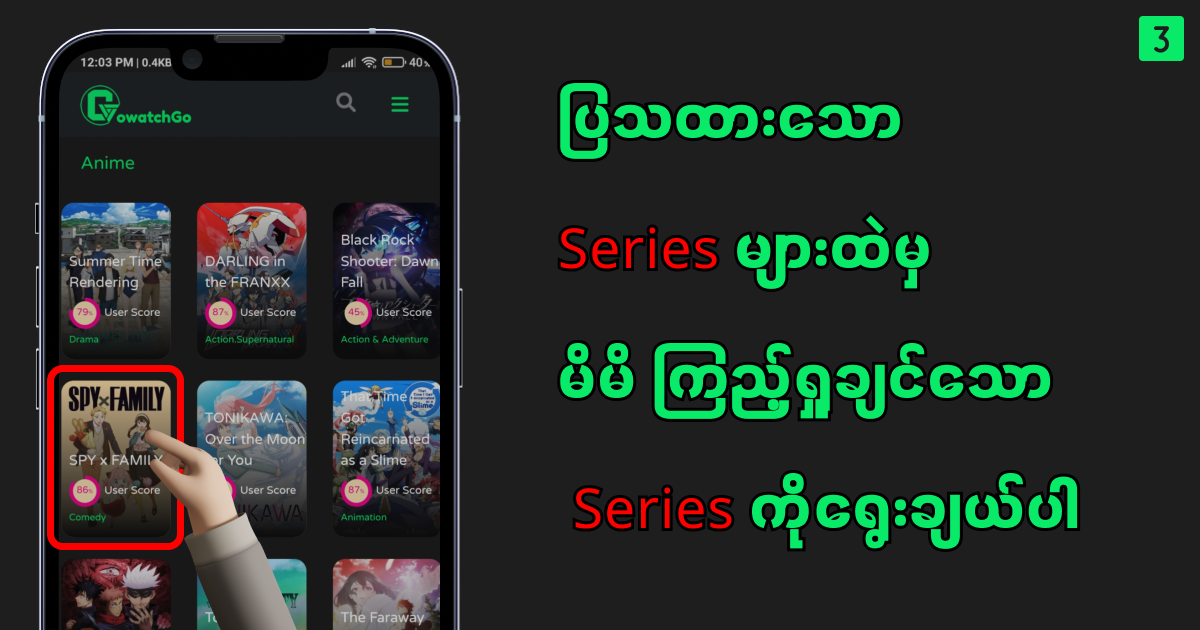 3
12:03 PM | 0.4KB
40
GowatchGo
Anime
Summer Time
Rendering
79%
User Score
Drama
DARLING in
the FRANXX
87%
User Score
Action.Supernatural
Black Rock
Shooter: Dawn
Fall
45%
User Score
Action & Adventure
SPY×FAMILY
SPY x FAMILY
86%
User Score
Comedy
TONIKAWA:
Over the Moon
You
User Score
That Time I
Got
Reincarnated
as a Slime
87%
User Score
Animation
The Faraway
ပြသထားသော
Series များထဲမှ
မိမိ ကြည့်ရှုချင်သော
Series ကိုရွေးချယ်ပါ